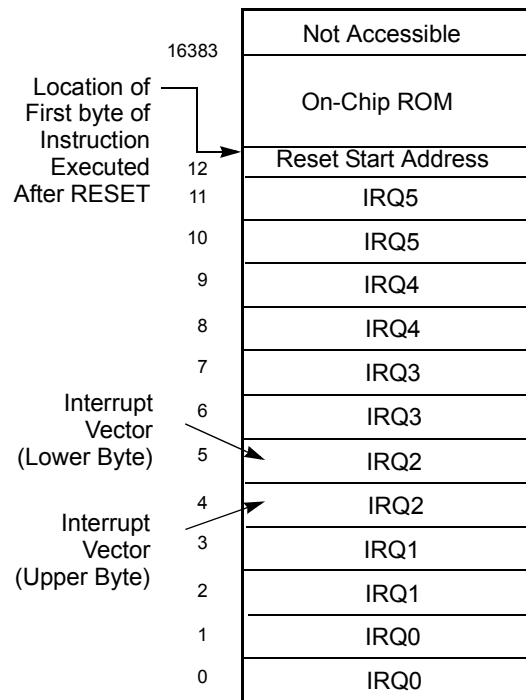 Not Accessible
16383
On-Chip ROM
Location of
First byte of
Instruction
Executed
After RESET
12 Reset Start Address
11 IRQ5
10 IRQ5
9 IRQ4
8 IRQ4
7 IRQ3
6 IRQ3
Interrupt
Vector
(Lower Byte)
5 IRQ2
4 IRQ2
Interrupt
Vector
(Upper Byte)
3 IRQ1
2 IRQ1
1 IRQ0
0 IRQ0